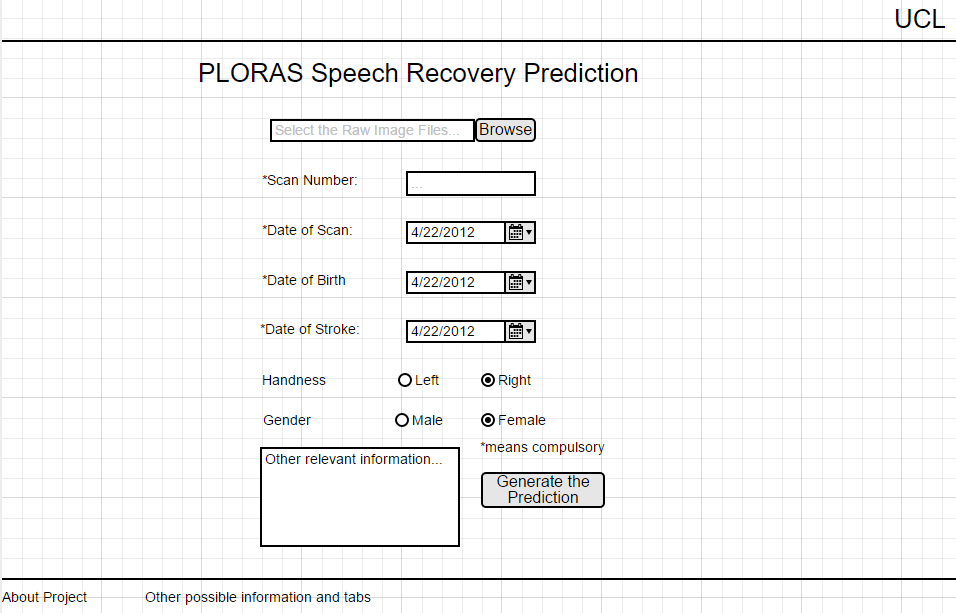 UCL
PLORAS Speech Recovery Prediction
Select the Raw Image Files... Browse
*Scan Number: ...
*Date of Scan: 4/22/2012
*Date of Birth 4/22/2012
*Date of Stroke: 4/22/2012
Handness Left Right
Gender Male Female
*means compulsory
Other relevant information...
Generate the
Prediction
About Project Other possible information and tabs